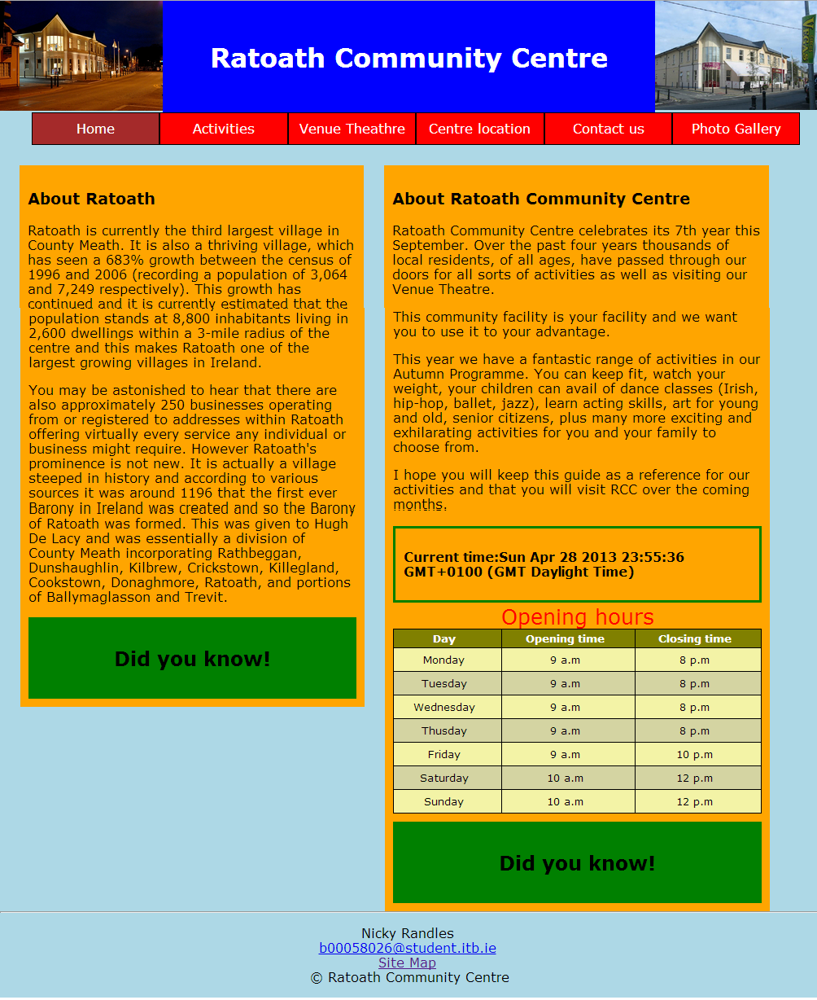 Ratoath Community Centre
Home
Activities
Venue Theathre
Centre location
Contact us
Photo Gallery
About Ratoath
Ratoath is currently the third largest village in
County Meath. It is also a thriving village, which
has seen a 683% growth between the census of
1996 and 2006 (recording a population of 3,064
and 7,249 respectively). This growth has
continued and it is currently estimated that the
population stands at 8,800 inhabitants living in
2,600 dwellings within a 3-mile radius of the
centre and this makes Ratoath one of the
largest growing villages in Ireland.
You may be astonished to hear that there are
also approximately 250 businesses operating
from or registered to addresses within Ratoath
offering virtually every service any individual or
business might require. However Ratoath's
prominence is not new. It is actually a village
steeped in history and according to various
sources it was around 1196 that the first ever
Barony in Ireland was created and so the Barony
of Ratoath was formed. This was given to Hugh
De Lacy and was essentially a division of
County Meath incorporating Rathbeggan,
Dunshaughlin, Kilbrew, Crickstown, Killegland,
Cookstown, Donaghmore, Ratoath, and portions
of Ballymaglasson and Trevit.
Did you know!
About Ratoath Community Centre
Ratoath Community Centre celebrates its 7th year this
September. Over the past four years thousands of
local residents, of all ages, have passed through our
doors for all sorts of activities as well as visiting our
Venue Theatre.
This community facility is your facility and we want
you to use it to your advantage.
This year we have a fantastic range of activities in our
Autumn Programme. You can keep fit, watch your
weight, your children can avail of dance classes (Irish,
hip-hop, ballet, jazz), learn acting skills, art for young
and old, senior citizens, plus many more exciting and
exhilarating activities for you and your family to
choose from.
I hope you will keep this guide as a reference for our
activities and that you will visit RCC over the coming
months.
Current time:Sun Apr 28 2013 23:55:36
GMT+0100 (GMT Daylight Time)
Opening hours
Day Opening time Closing time
Monday 9 a.m 8 p.m
Tuesday 9 a.m 8 p.m
Wednesday 9 a.m 8 p.m
Thusday 9 a.m 8 p.m
Friday 9 a.m 10 p.m
Saturday 10 a.m 12 p.m
Sunday 10 a.m 12 p.m
Did you know!
Nicky Randles
b00058026@student.itb.ie
Site Map
© Ratoath Community Centre